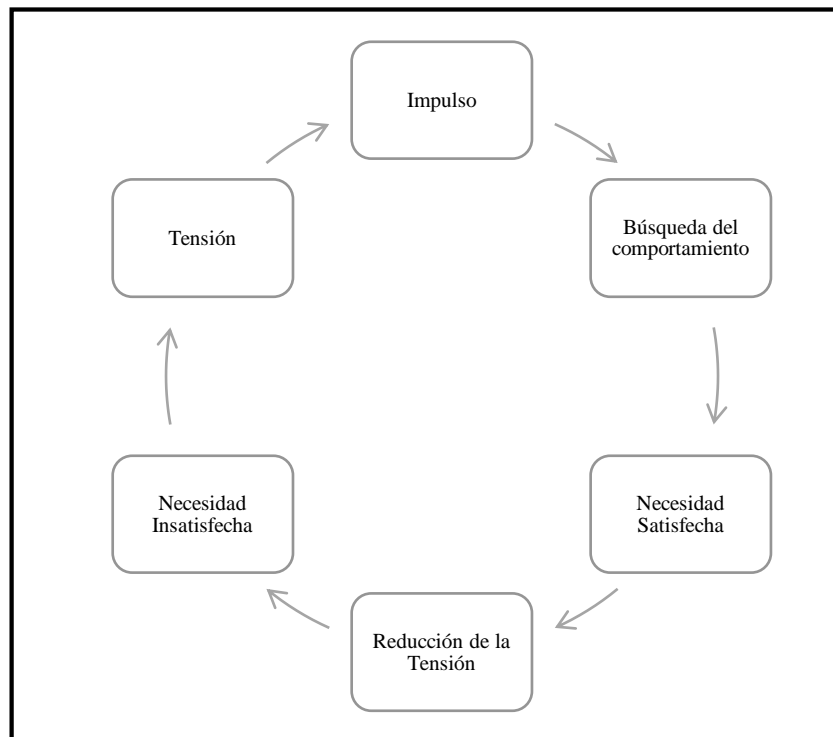 Impulso
Búsqueda del
comportamiento
Necesidad
Satisfecha
Reducción de la
Tensión
Necesidad
Insatisfecha
Tensión